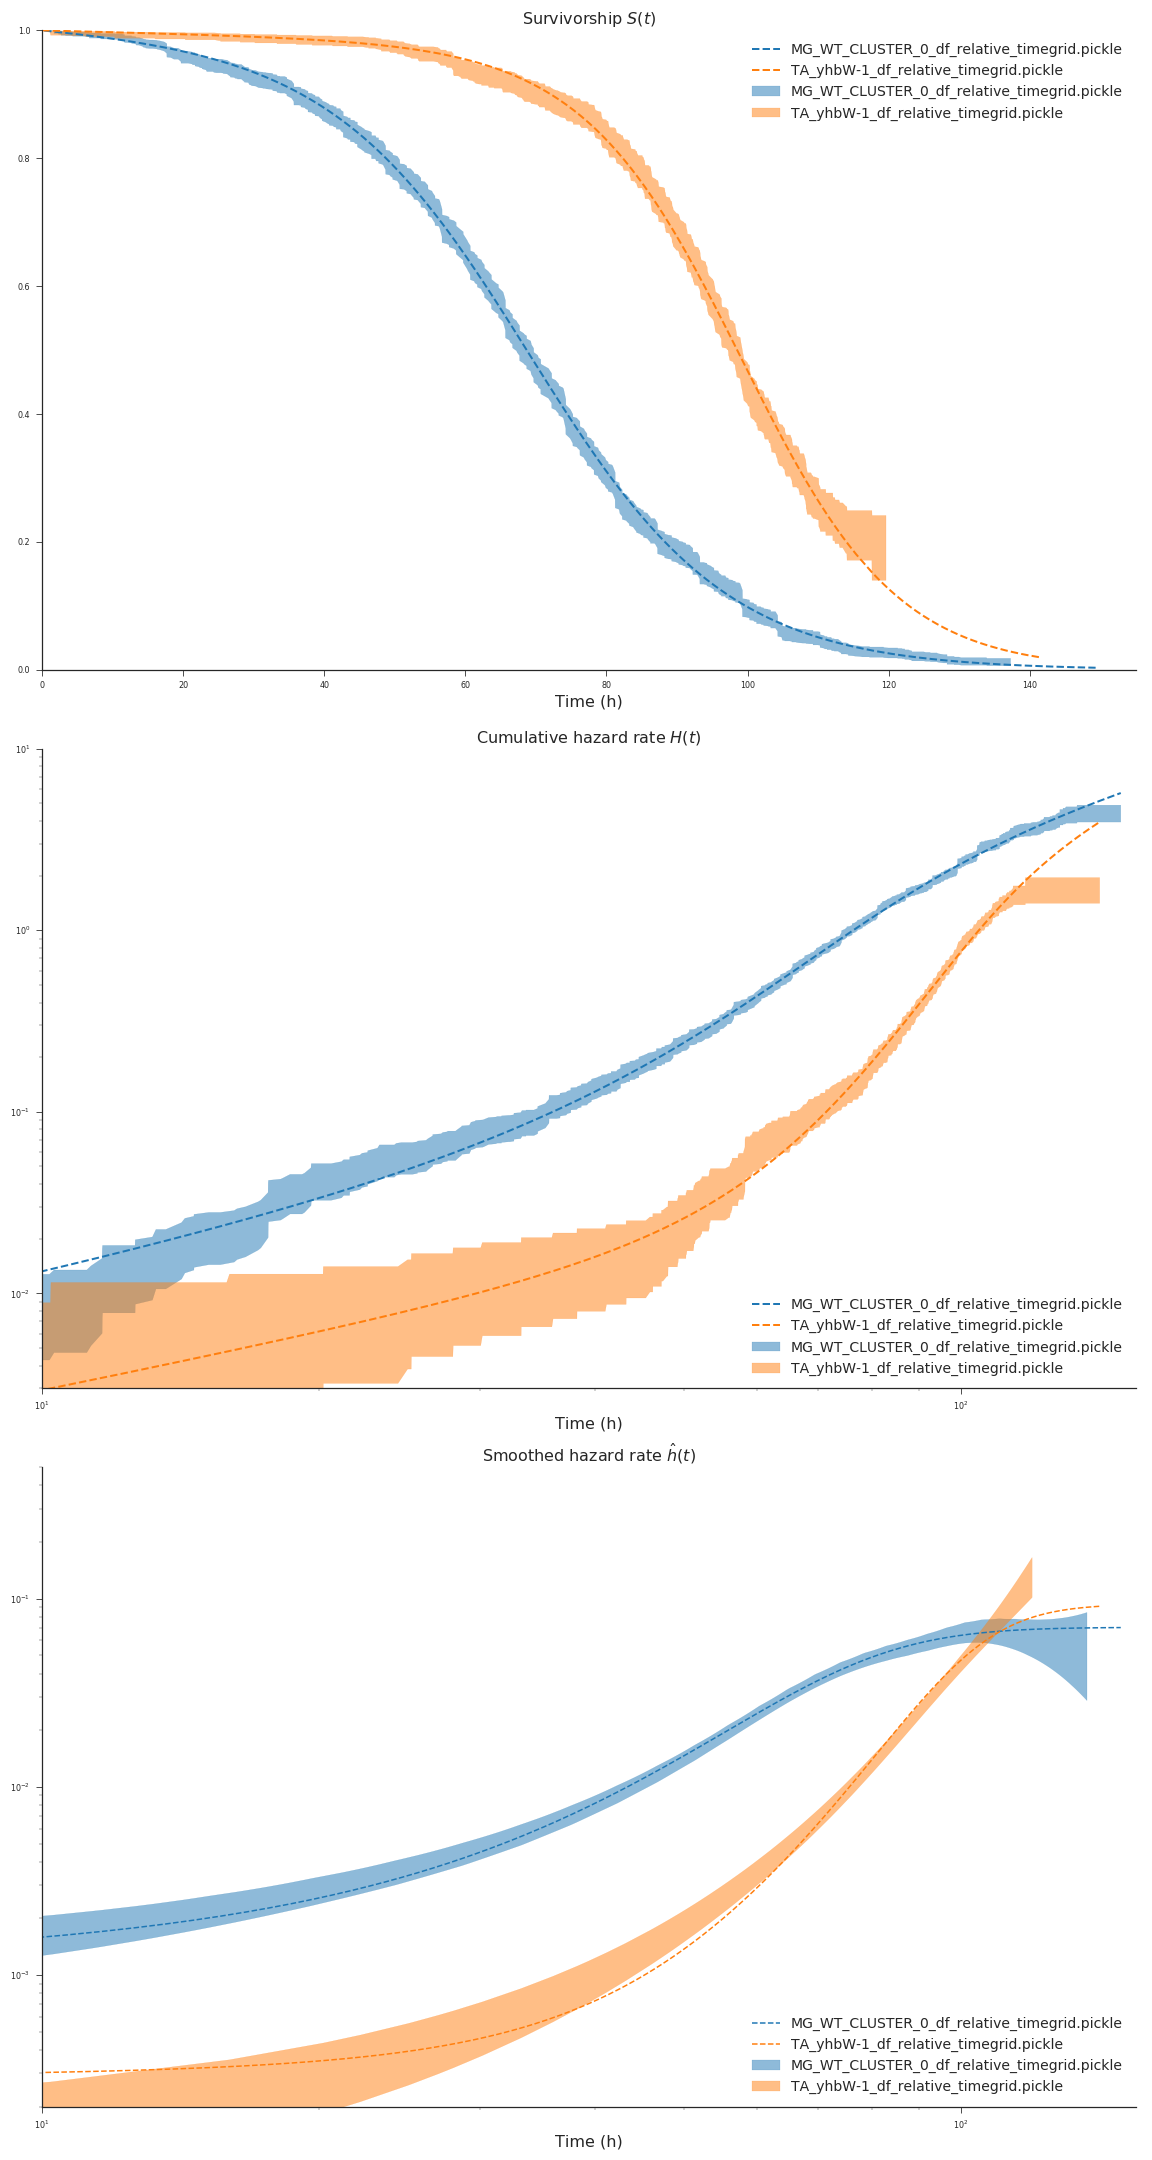 Survivorship S(t)
1.0
0.8
0.6
0.4
0.2
0.0
MG_WT_CLUSTER_0_df_relative_timegrid.pickle
TA_yhbW-1_df_relative_timegrid.pickle
MG_WT_CLUSTER_0_df_relative_timegrid.pickle
TA_yhbW-1_df_relative_timegrid.pickle
0 20 40 60 80 100 120 140
Time (h)
Cumulative hazard rate H(t)
10¹
10⁰
10⁻¹
10⁻²
MG_WT_CLUSTER_0_df_relative_timegrid.pickle
TA_yhbW-1_df_relative_timegrid.pickle
MG_WT_CLUSTER_0_df_relative_timegrid.pickle
TA_yhbW-1_df_relative_timegrid.pickle
10¹ 10²
Time (h)
Smoothed hazard rate ĥ(t)
10⁻¹
10⁻²
10⁻³
MG_WT_CLUSTER_0_df_relative_timegrid.pickle
TA_yhbW-1_df_relative_timegrid.pickle
MG_WT_CLUSTER_0_df_relative_timegrid.pickle
TA_yhbW-1_df_relative_timegrid.pickle
10¹ 10²
Time (h)